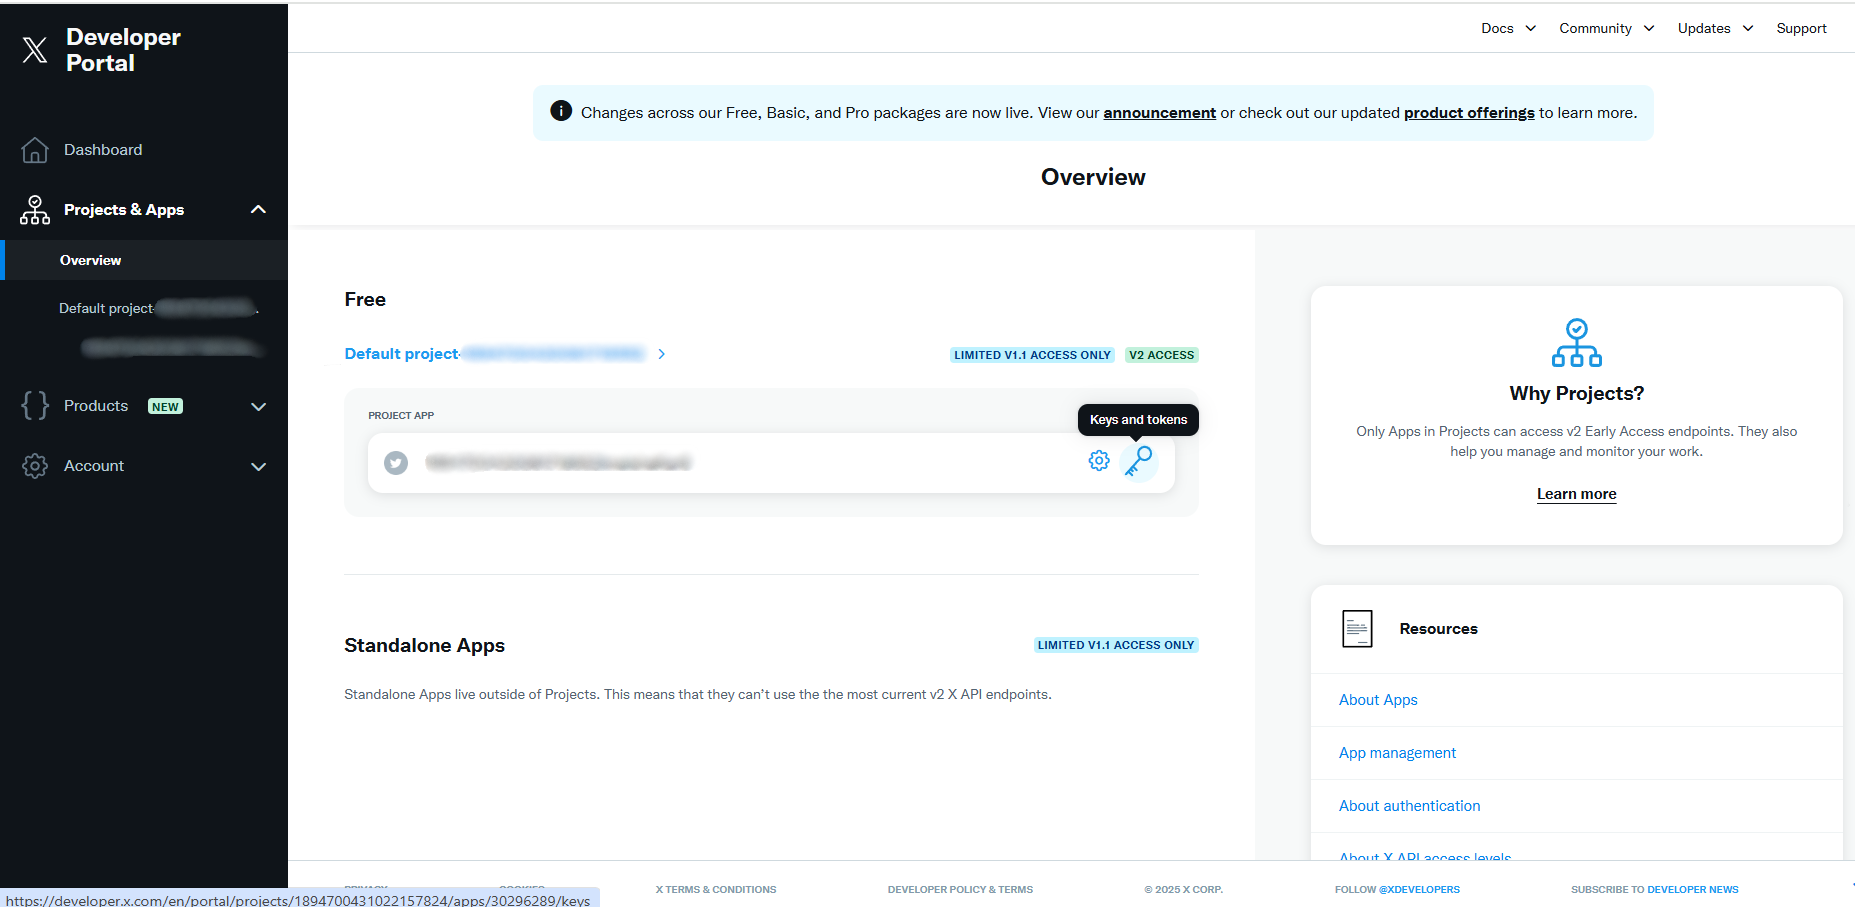 Developer
Portal
Dashboard
Projects & Apps
Overview
Default project
Products NEW
Account
Docs Community Updates Support
Changes across our Free, Basic, and Pro packages are now live. View our announcement or check out our updated product offerings to learn more.
Overview
Free
Default project- LIMITED V1.1 ACCESS ONLY V2 ACCESS
PROJECT APP
Keys and tokens
Standalone Apps LIMITED V1.1 ACCESS ONLY
Standalone Apps live outside of Projects. This means that they can’t use the the most current v2 X API endpoints.
Why Projects?
Only Apps in Projects can access v2 Early Access endpoints. They also
help you manage and monitor your work.
Learn more
Resources
About Apps
App management
About authentication
About X API access levels
PRIVACY COOKIES X TERMS & CONDITIONS DEVELOPER POLICY & TERMS © 2025 X CORP. FOLLOW @XDEVELOPERS SUBSCRIBE TO DEVELOPER NEWS
https://developer.x.com/en/portal/projects/1894700431022157824/apps/30296289/keys